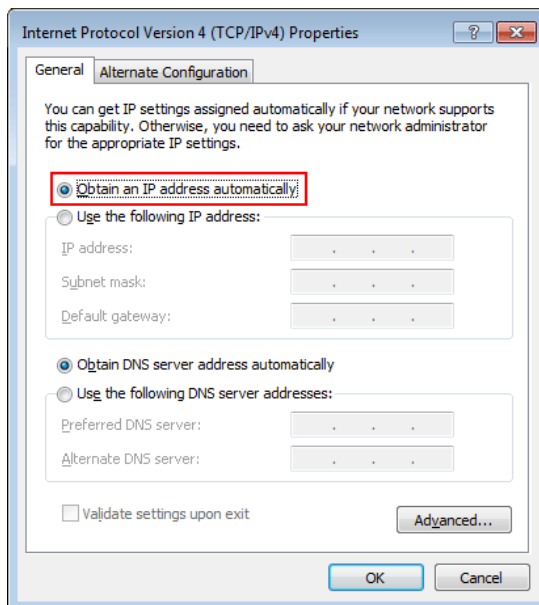 Internet Protocol Version 4 (TCP/IPv4) Properties
?
General
Alternate Configuration
You can get IP settings assigned automatically if your network supports
this capability. Otherwise, you need to ask your network administrator
for the appropriate IP settings.
Obtain an IP address automatically
Use the following IP address:
IP address:
Subnet mask:
Default gateway:
Obtain DNS server address automatically
Use the following DNS server addresses:
Preferred DNS server:
Alternate DNS server:
Validate settings upon exit
Advanced...
OK
Cancel